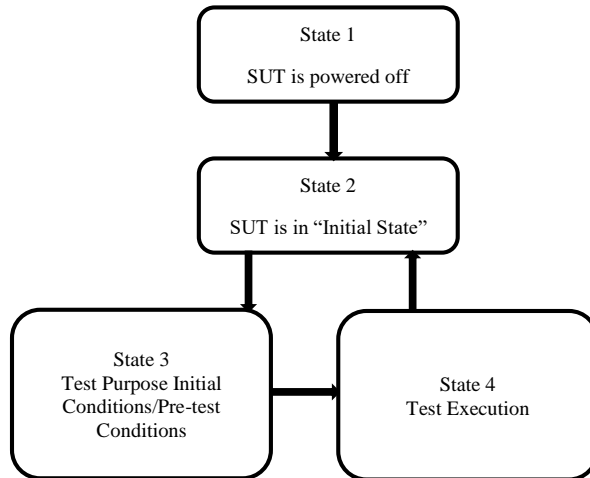 State 1
SUT is powered off
State 2
SUT is in “Initial State”
State 3
Test Purpose Initial
Conditions/Pre-test
Conditions
State 4
Test Execution